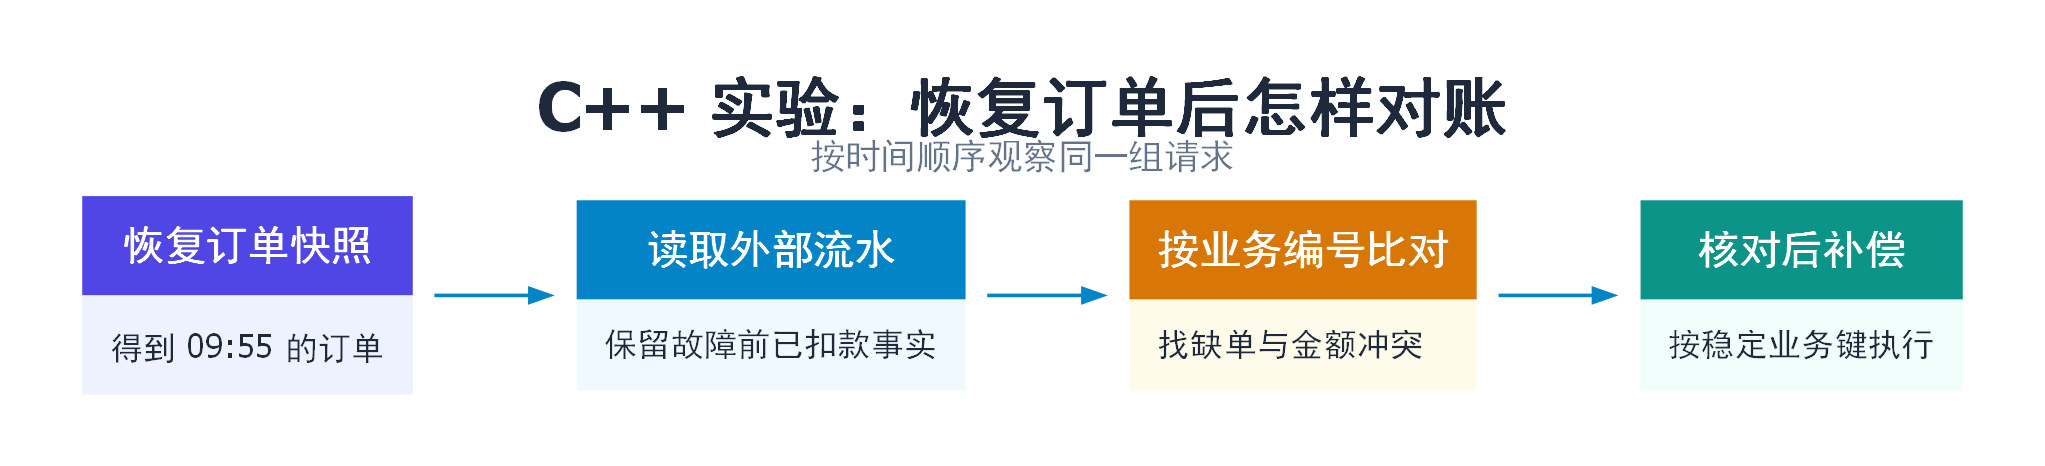 C++ 实验：恢复订单后怎样对账
按时间顺序观察同一组请求
恢复订单快照
得到 09:55 的订单
读取外部流水
保留故障前已扣款事实
按业务编号比对
找缺单与金额冲突
核对后补偿
按稳定业务键执行